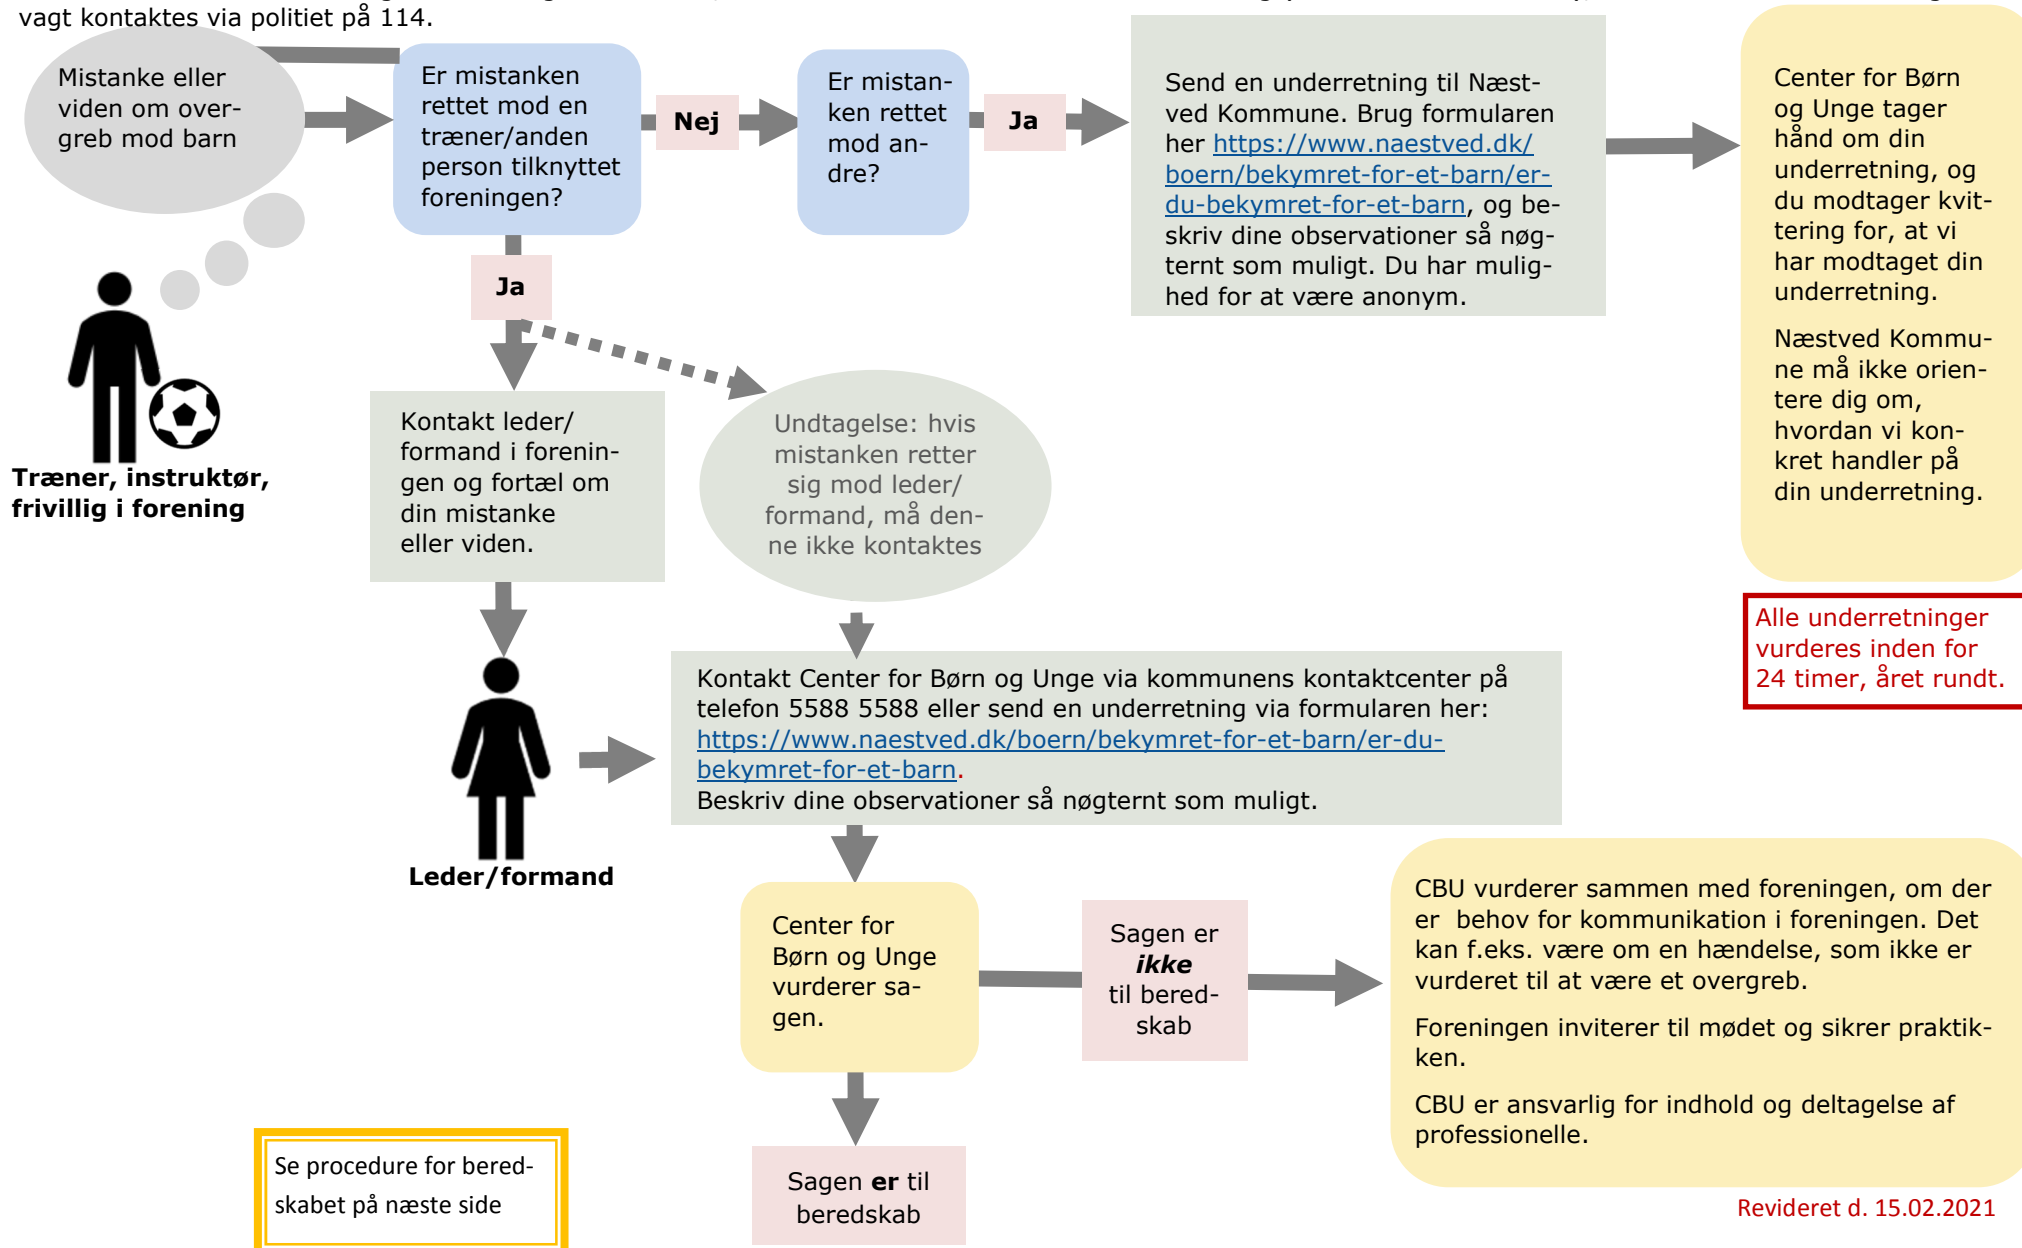 vagt kontaktes via politiet på 114.
Mistanke eller
viden om over-
greb mod barn
Er mistanken
rettet mod en
træner/anden
person tilknyttet
foreningen?
Nej
Er mistan-
ken rettet
mod an-
dre?
Ja
Send en underretning til Næst-
ved Kommune. Brug formularen
her https://www.naestved.dk/
boern/bekymret-for-et-barn/er-
du-bekymret-for-et-barn, og be-
skriv dine observationer så nøg-
ternt som muligt. Du har mulig-
hed for at være anonym.
Center for Børn
og Unge tager
hånd om din
underretning, og
du modtager kvit-
tering for, at vi
har modtaget din
underretning.
Næstved Kommu-
ne må ikke orien-
tere dig om,
hvordan vi kon-
kret handler på
din underretning.
Alle underretninger
vurderes inden for
24 timer, året rundt.
Ja
Træner, instruktør,
frivillig i forening
Kontakt leder/
formand i forenin-
gen og fortæl om
din mistanke
eller viden.
Undtagelse: hvis
mistanken retter
sig mod leder/
formand, må den-
ne ikke kontaktes
Leder/formand
Kontakt Center for Børn og Unge via kommunens kontaktcenter på
telefon 5588 5588 eller send en underretning via formularen her:
https://www.naestved.dk/boern/bekymret-for-et-barn/er-du-
bekymret-for-et-barn.
Beskriv dine observationer så nøgternt som muligt.
Center for
Børn og Unge
vurderer sa-
gen.
Sagen er
ikke
til bered-
skab
CBU vurderer sammen med foreningen, om der
er  behov for kommunikation i foreningen. Det
kan f.eks. være om en hændelse, som ikke er
vurderet til at være et overgreb.
Foreningen inviterer til mødet og sikrer praktik-
ken.
CBU er ansvarlig for indhold og deltagelse af
professionelle.
Sagen er til
beredskab
Se procedure for bered-
skabet på næste side
Revideret d. 15.02.2021